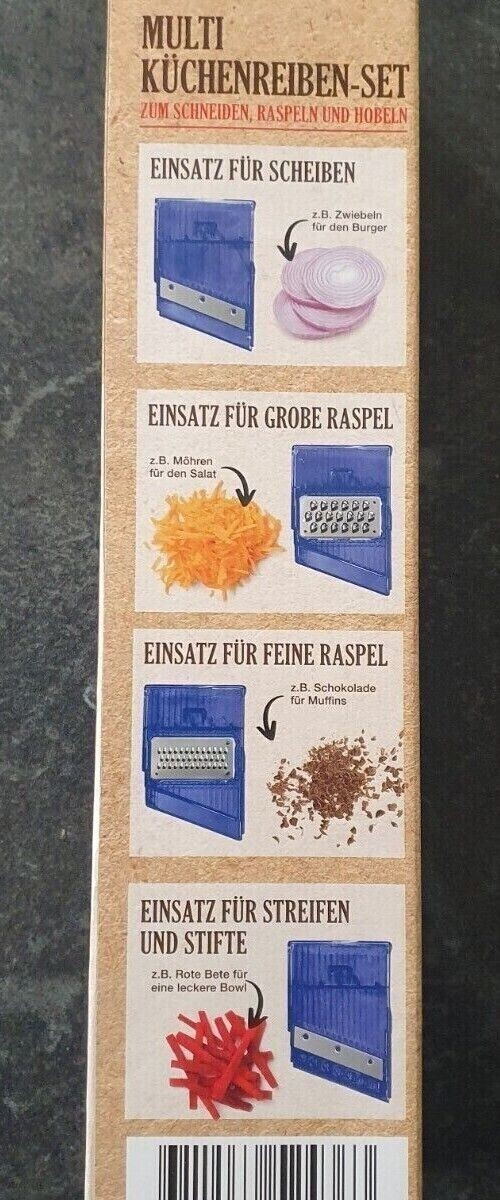 MULTI
KÜCHENREIBEN-SET
ZUM SCHNEIDEN, RASPELN UND HOBELN
EINSATZ FÜR SCHEIBEN
z.B. Zwiebeln
für den Burger
EINSATZ FÜR GROBE RASPEL
z.B. Möhren
für den Salat
EINSATZ FÜR FEINE RASPEL
z.B. Schokolade
für Muffins
EINSATZ FÜR STREIFEN
UND STIFTE
z.B. Rote Bete für
eine leckere Bowl